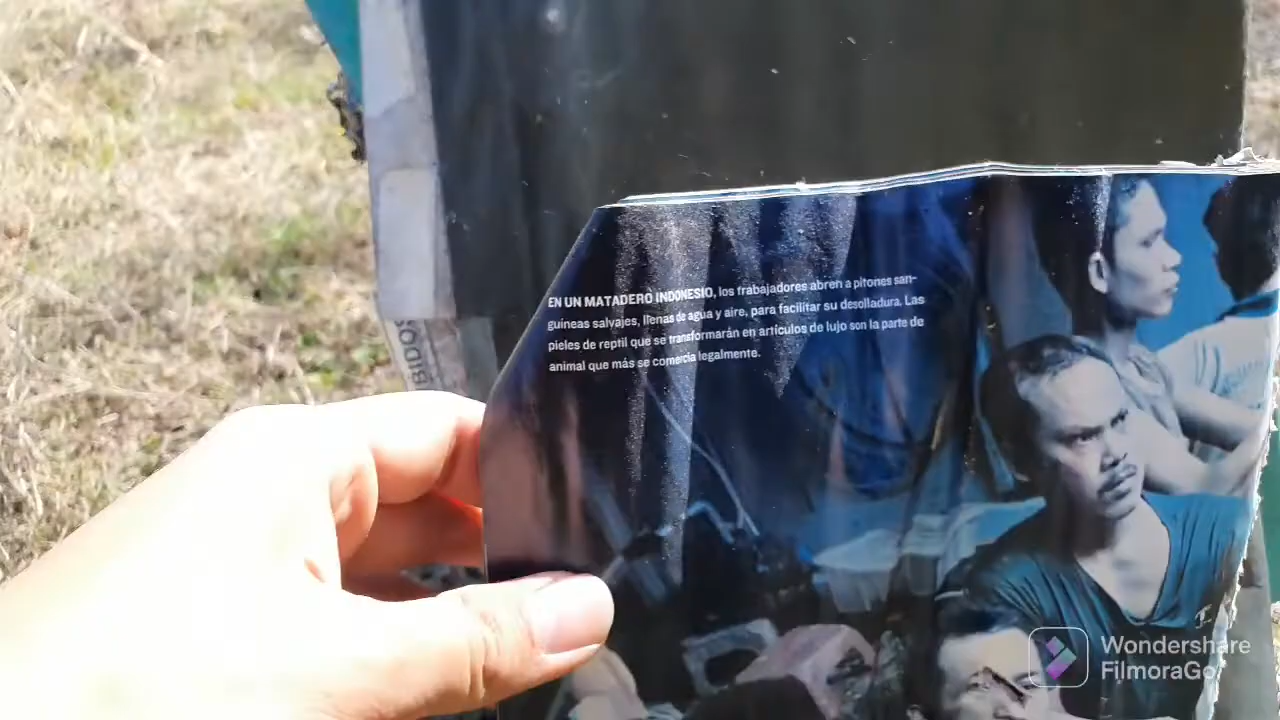 EN UN MATADERO INDONESIO, los trabajadores abren a pitones san-
guíneas salvajes, llenas de agua y aire, para facilitar su desolladura. Las
pieles de reptil que se transformarán en artículos de lujo son la parte de
animal que más se comercia legalmente.
BIDOS
Wondershare
FilmoraGo